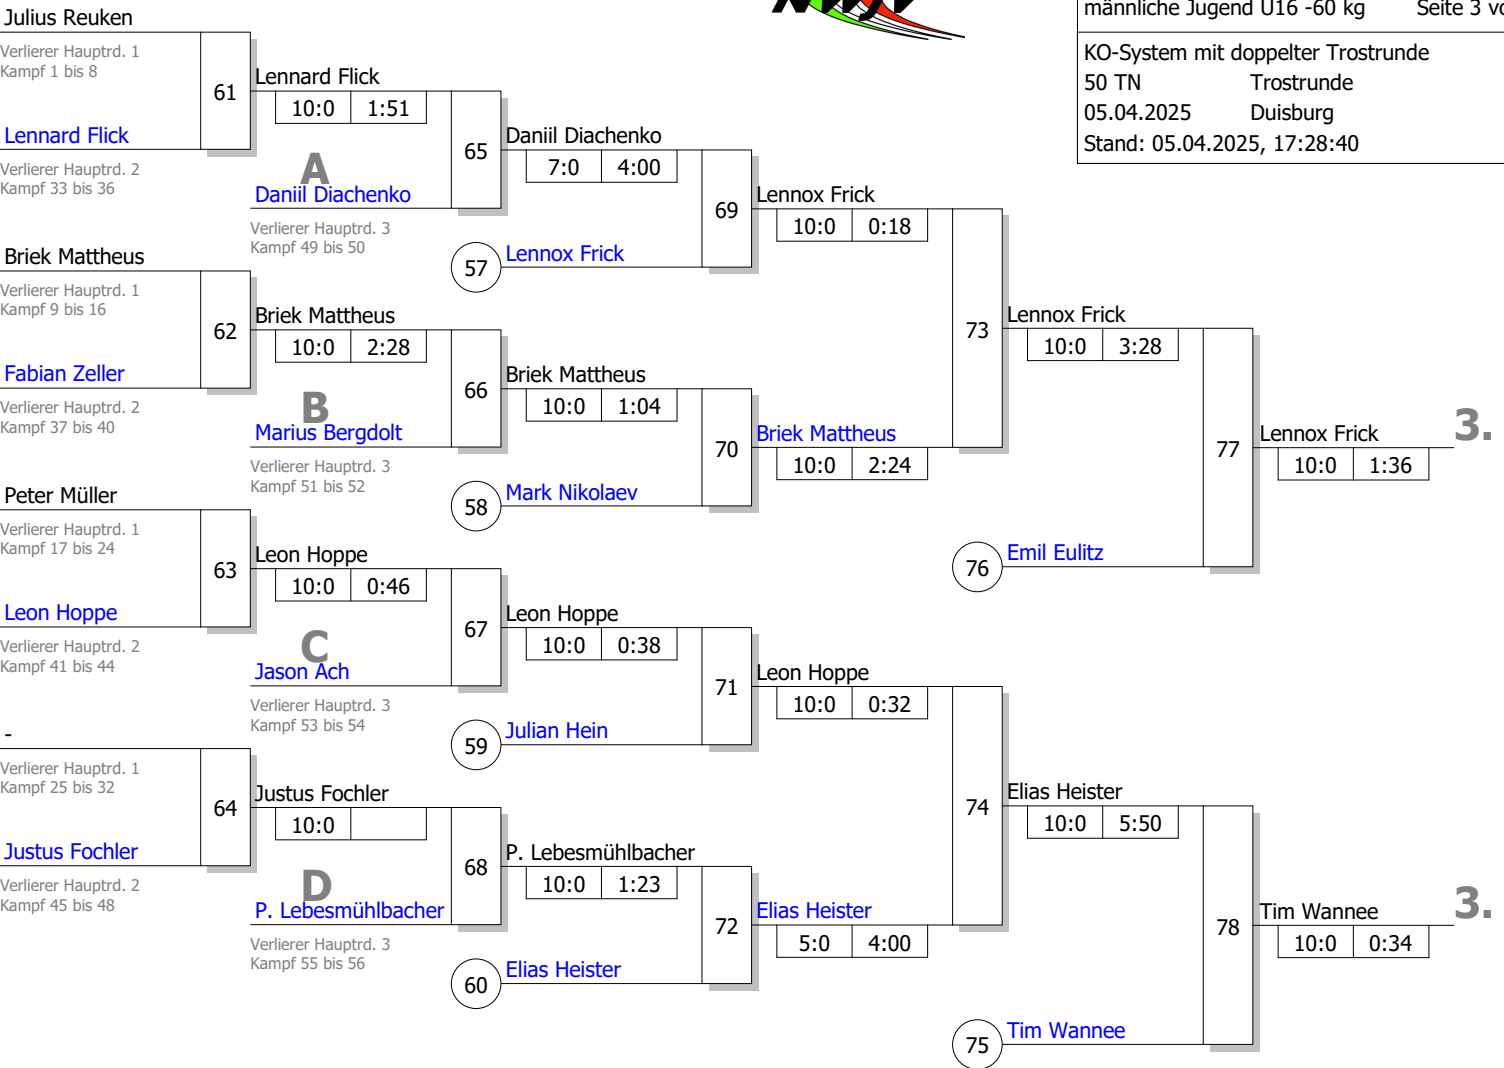 männliche Jugend U16 -60 kg Seite 3
KO-System mit doppelter Trostrunde
50 TN Trostrunde
05.04.2025 Duisburg
Stand: 05.04.2025, 17:28:40
Julius Reuken
Verlierer Hauptrd. 1
Kampf 1 bis 8
61
Lennard Flick
Verlierer Hauptrd. 2
Kampf 33 bis 36
Briek Mattheus
Verlierer Hauptrd. 1
Kampf 9 bis 16
62
Fabian Zeller
Verlierer Hauptrd. 2
Kampf 37 bis 40
Peter Müller
Verlierer Hauptrd. 1
Kampf 17 bis 24
63
Leon Hoppe
Verlierer Hauptrd. 2
Kampf 41 bis 44
-
Verlierer Hauptrd. 1
Kampf 25 bis 32
64
Justus Fochler
Verlierer Hauptrd. 2
Kampf 45 bis 48
Lennard Flick
10:0 1:51
A
65
Daniil Diachenko
Verlierer Hauptrd. 3
Kampf 49 bis 50
Briek Mattheus
10:0 2:28
B
66
Marius Bergdolt
Verlierer Hauptrd. 3
Kampf 51 bis 52
Leon Hoppe
10:0 0:46
C
67
Jason Ach
Verlierer Hauptrd. 3
Kampf 53 bis 54
Justus Fochler
10:0
D
68
P. Lebesmühlbacher
Verlierer Hauptrd. 3
Kampf 55 bis 56
Daniil Diachenko
7:0 4:00
69
57 Lennox Frick
Briek Mattheus
10:0 1:04
70
58 Mark Nikolaev
Leon Hoppe
10:0 0:38
71
59 Julian Hein
P. Lebesmühlbacher
10:0 1:23
72
60 Elias Heister
Lennox Frick
10:0 0:18
73
Briek Mattheus
10:0 2:24
Leon Hoppe
10:0 0:32
74
Elias Heister
5:0 4:00
Lennox Frick
10:0 3:28
77
76 Emil Eulitz
Elias Heister
10:0 5:50
78
75 Tim Wannee
Lennox Frick 3.
10:0 1:36
Tim Wannee 3.
10:0 0:34